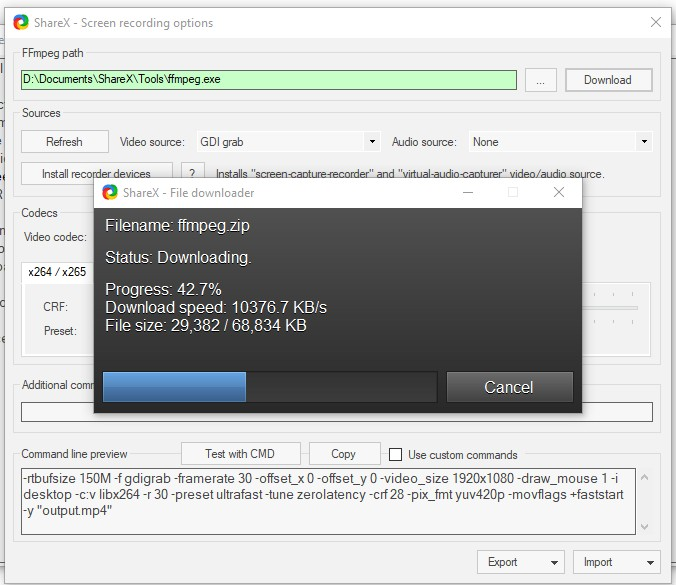 ShareX - Screen recording options
FFmpeg path
D:\Documents\ShareX\Tools\ffmpeg.exe
...
Download
Sources
Refresh
Video source:
GDI grab
Audio source:
None
Install recorder devices
?
Installs "screen-capture-recorder" and "virtual-audio-capturer" video/audio source.
ShareX - File downloader
Filename: ffmpeg.zip
Status: Downloading.
Progress: 42.7%
Download speed: 10376.7 KB/s
File size: 29,382 / 68,834 KB
Cancel
Codecs
Video codec:
x264 / x265
CRF:
Preset:
Additional comm
Command line preview
Test with CMD
Copy
Use custom commands
-rtbufsize 150M -f gdigrab -framerate 30 -offset_x 0 -offset_y 0 -video_size 1920x1080 -draw_mouse 1 -i
desktop -c:v libx264 -r 30 -preset ultrafast -tune zerolatency -crf 28 -pix_fmt yuv420p -movflags +faststart
-y "output.mp4"
Export
Import